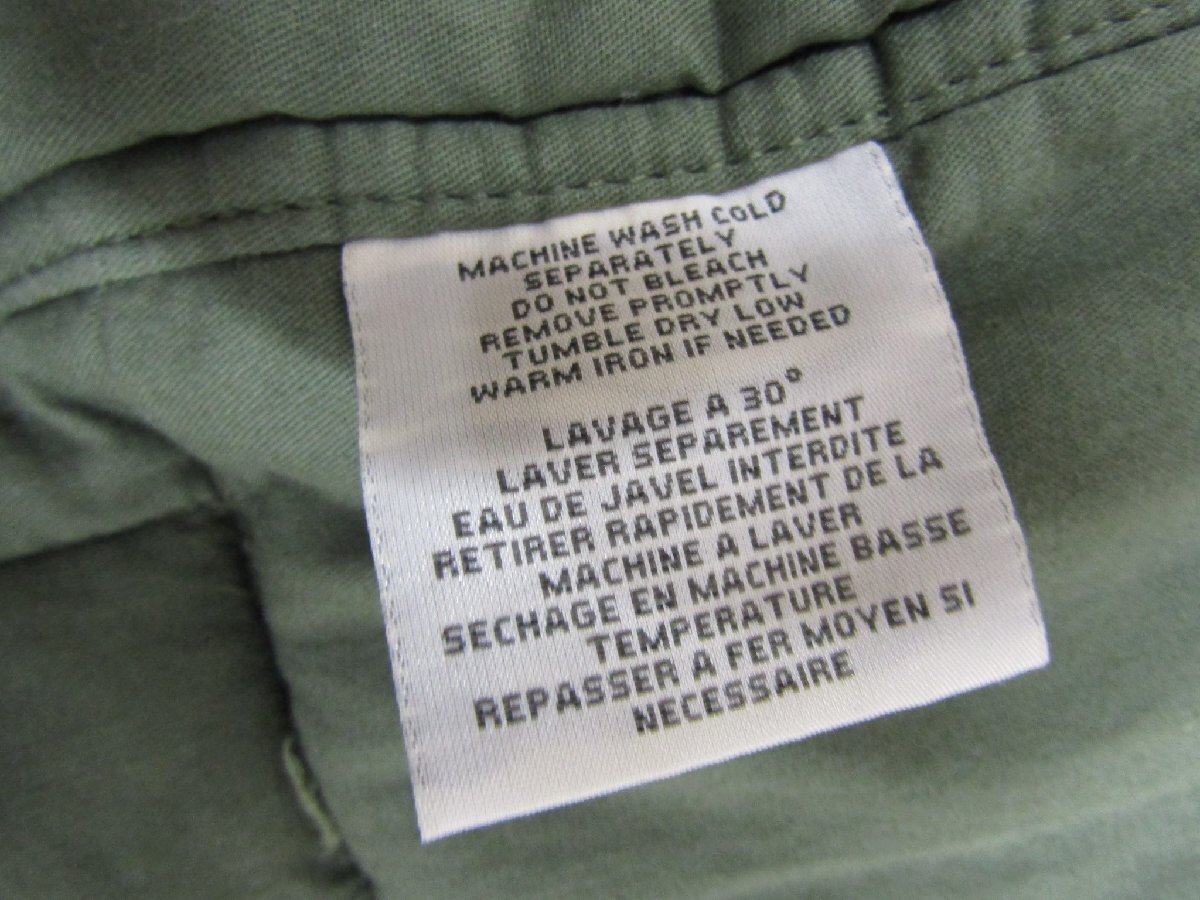 MACHINE WASH COLD
SEPARATELY
DO NOT BLEACH
REMOVE PROMPTLY
TUMBLE DRY LOW
WARM IRON IF NEEDED
LAVAGE A 30°
LAVER SEPAREMENT
EAU DE JAVEL INTERDITE
RETIRER RAPIDEMENT DE LA
MACHINE A LAVER
SECHAGE EN MACHINE BASSE
TEMPERATURE
REPASSER A FER MOYEN SI
NECESSAIRE